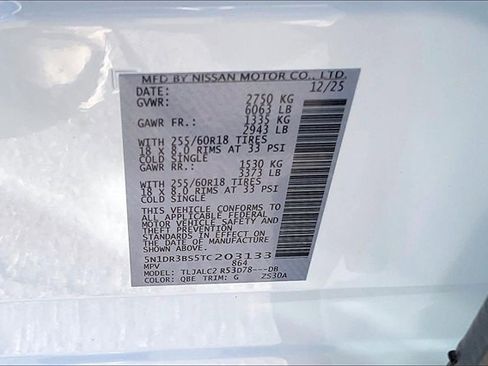 MFD BY NISSAN MOTOR CO., LTD.
DATE: 12/25
GVWR: 2750 KG
6063 LB
GAWR FR.: 1335 KG
2943 LB
WITH 255/60R18 TIRES
18 X 8.0 RIMS AT 33 PSI
COLD SINGLE
GAWR RR.: 1530 KG
3373 LB
WITH 255/60R18 TIRES
18 X 8.0 RIMS AT 33 PSI
COLD SINGLE
THIS VEHICLE CONFORMS TO
ALL APPLICABLE FEDERAL
MOTOR VEHICLE SAFETY AND
THEFT PREVENTION
STANDARDS IN EFFECT ON
THE DATE OF MANUFACTURE
5N1DR3BS5TC203133
MPV 864
MODEL: TLJALC2 R53D78---DB
COLOR: QBE TRIM: G ZS3DA